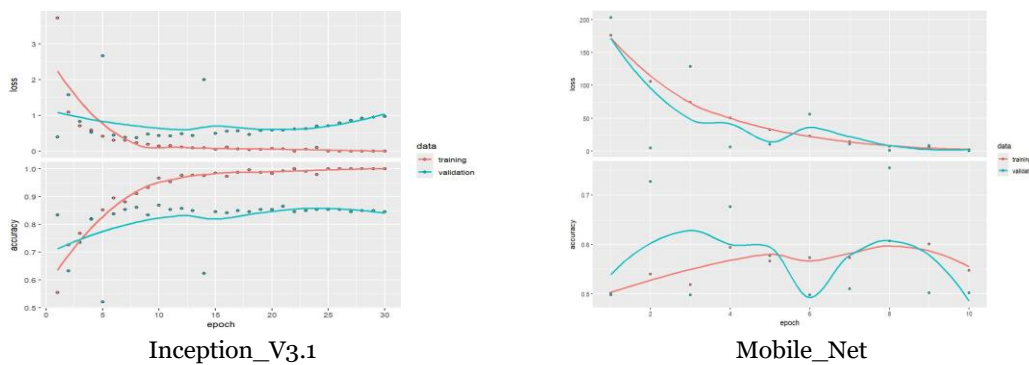 3
2
1
0
loss
1.0
0.9
0.8
0.7
0.6
0.5
accuracy
0 5 10 15 20 25 30
epoch
data
training
validation
Inception_V3.1
200
150
100
50
0
loss
0.7
0.6
0.5
accuracy
2 4 6 8 10
epoch
data
training
validat
Mobile_Net